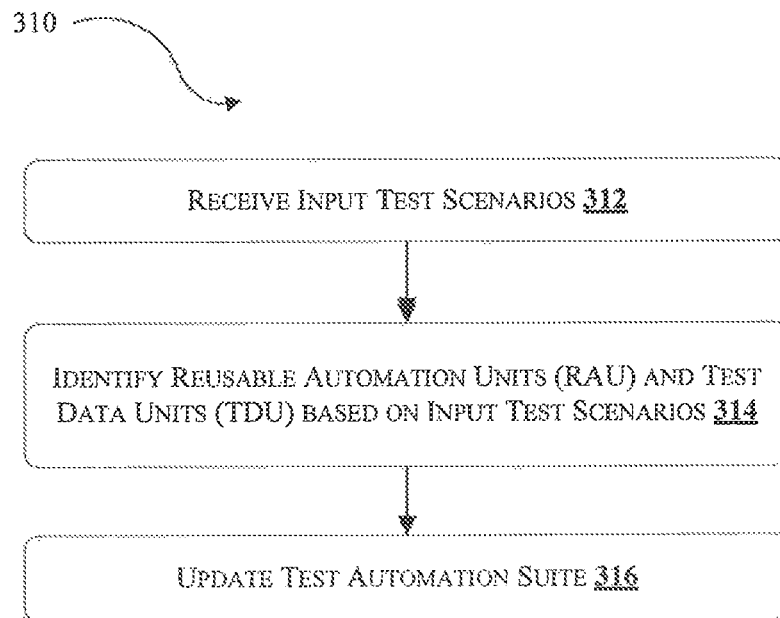 310
RECEIVE INPUT TEST SCENARIOS 312
IDENTIFY REUSABLE AUTOMATION UNITS (RAU) AND TEST
DATA UNITS (TDU) BASED ON INPUT TEST SCENARIOS 314
UPDATE TEST AUTOMATION SUITE 316